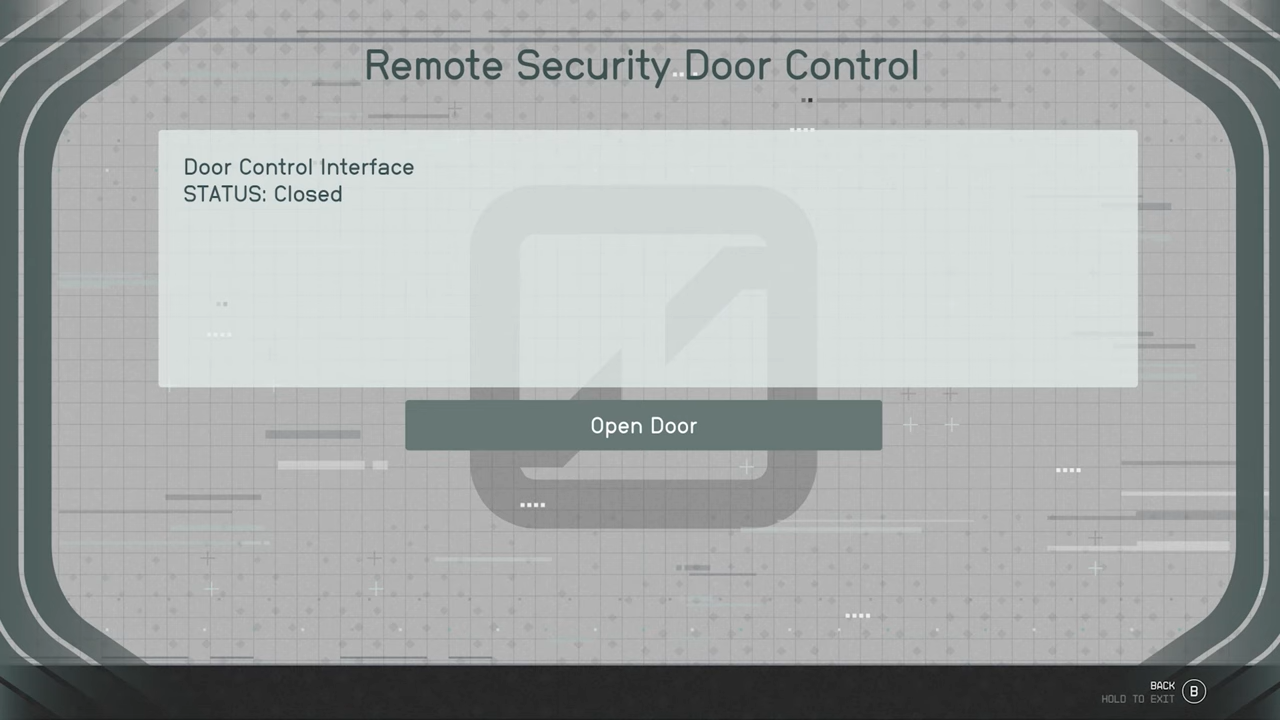 Remote Security Door Control
Door Control Interface
STATUS: Closed
Open Door
BACK
HOLD TO EXIT
B